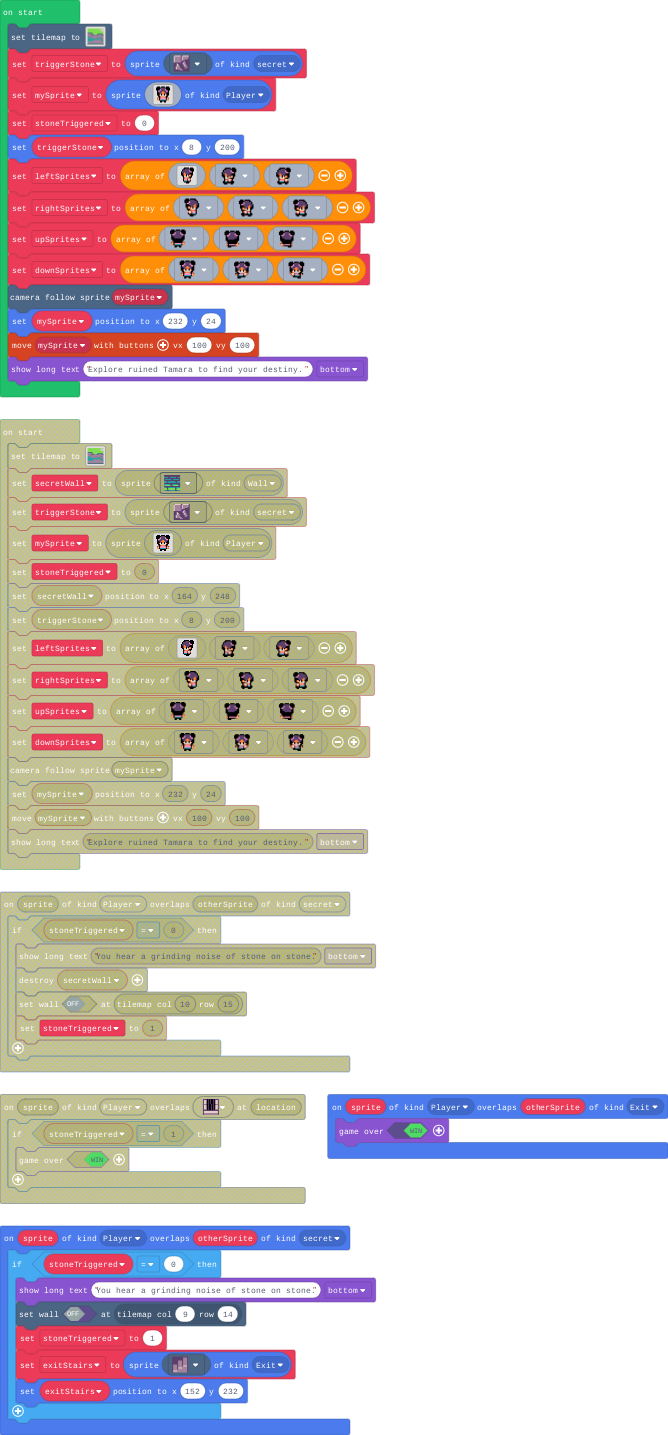 on start
set tilemap to
set triggerStone to sprite of kind secret
set mySprite to sprite of kind Player
set stoneTriggered to 0
set triggerStone position to x 8 y 200
set leftSprites to array of
set rightSprites to array of
set upSprites to array of
set downSprites to array of
camera follow sprite mySprite
set mySprite position to x 232 y 24
move mySprite with buttons vx 100 vy 100
show long text "Explore ruined Tamara to find your destiny." bottom
on start
set tilemap to
set secretWall to sprite of kind Wall
set triggerStone to sprite of kind secret
set mySprite to sprite of kind Player
set stoneTriggered to 0
set secretWall position to x 164 y 248
set triggerStone position to x 8 y 200
set leftSprites to array of
set rightSprites to array of
set upSprites to array of
set downSprites to array of
camera follow sprite mySprite
set mySprite position to x 232 y 24
move mySprite with buttons vx 100 vy 100
show long text "Explore ruined Tamara to find your destiny." bottom
on sprite of kind Player overlaps otherSprite of kind secret
if stoneTriggered = 0 then
show long text "You hear a grinding noise of stone on stone." bottom
destroy secretWall
set wall OFF at tilemap col 10 row 15
set stoneTriggered to 1
on sprite of kind Player overlaps at location
if stoneTriggered = 1 then
game over WIN
on sprite of kind Player overlaps otherSprite of kind Exit
game over WIN
on sprite of kind Player overlaps otherSprite of kind secret
if stoneTriggered = 0 then
show long text "You hear a grinding noise of stone on stone." bottom
set wall OFF at tilemap col 9 row 14
set stoneTriggered to 1
set exitStairs to sprite of kind Exit
set exitStairs position to x 152 y 232